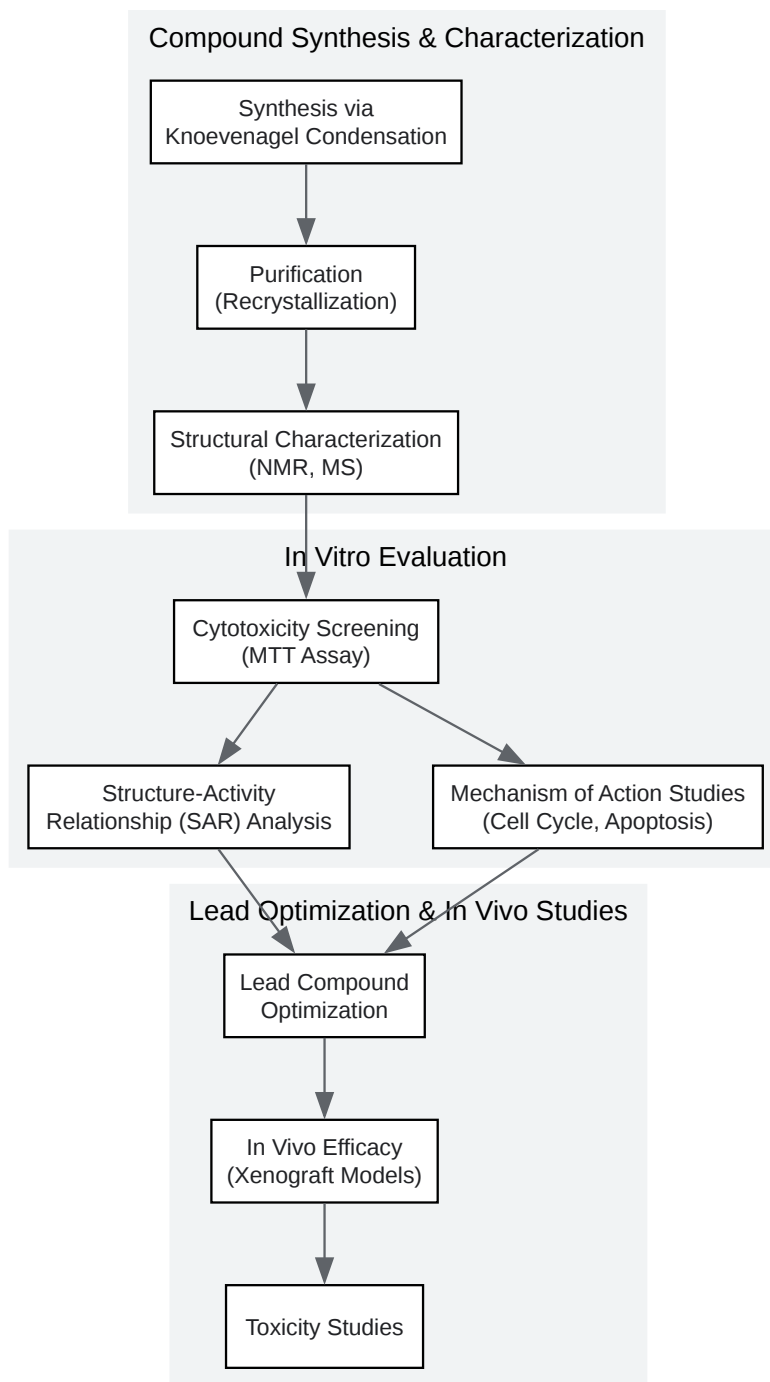 Compound Synthesis & Characterization
Synthesis via
Knoevenagel Condensation
Purification
(Recrystallization)
Structural Characterization
(NMR, MS)
In Vitro Evaluation
Cytotoxicity Screening
(MTT Assay)
Structure-Activity
Relationship (SAR) Analysis
Mechanism of Action Studies
(Cell Cycle, Apoptosis)
Lead Optimization & In Vivo Studies
Lead Compound
Optimization
In Vivo Efficacy
(Xenograft Models)
Toxicity Studies